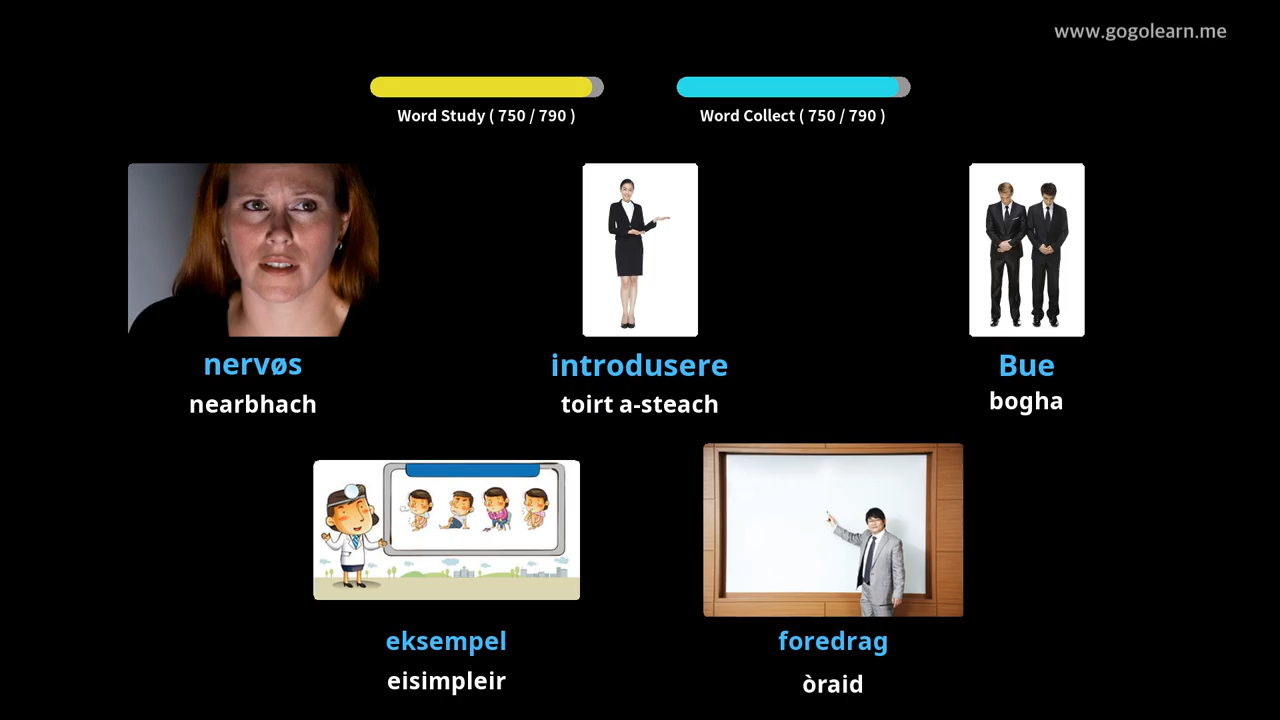 www.gogolearn.me
Word Study ( 750 / 790 )
Word Collect ( 750 / 790 )
nervøs
nearbhach
introdusere
toirt a-steach
Bue
bogha
eksempel
eisimpleir
foredrag
òraid